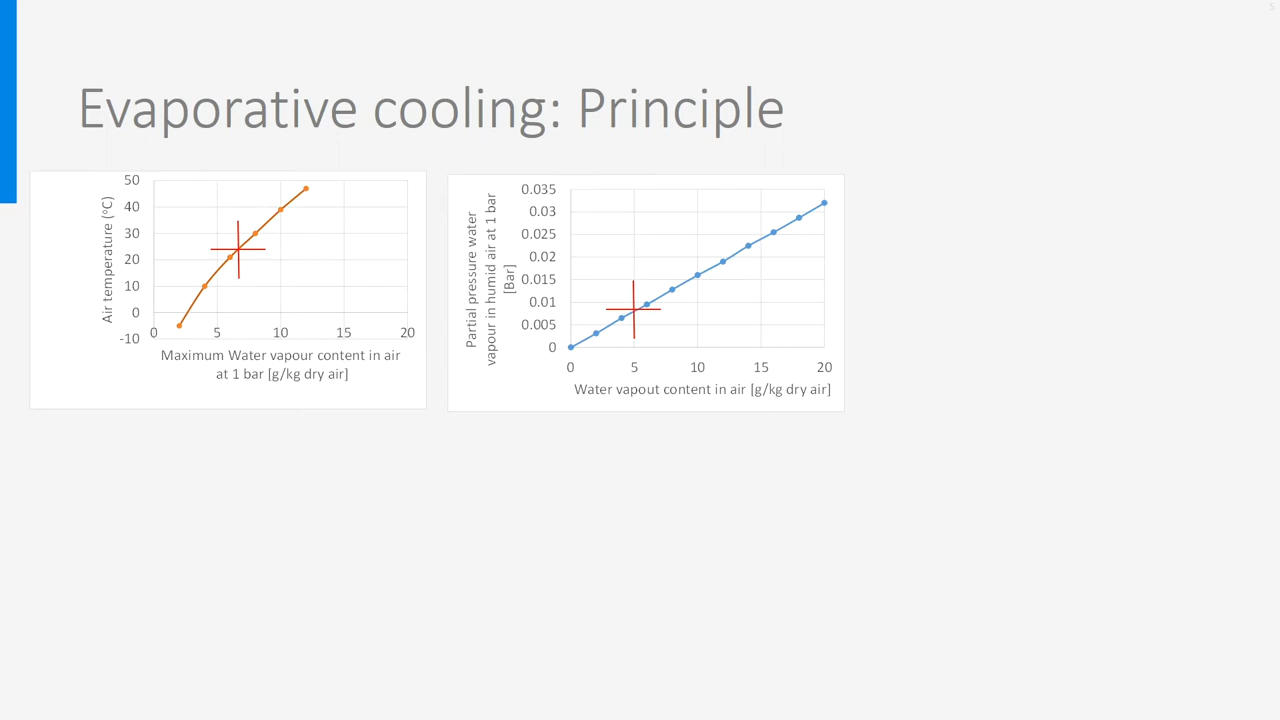 5
Evaporative cooling: Principle
50
40
30
20
10
0
-10
0 5 10 15 20
Air temperature (°C)
Maximum Water vapour content in air
at 1 bar [g/kg dry air]
0.035
0.03
0.025
0.02
0.015
0.01
0.005
0
0 5 10 15 20
Partial pressure water
vapour in humid air at 1 bar
[Bar]
Water vapout content in air [g/kg dry air]